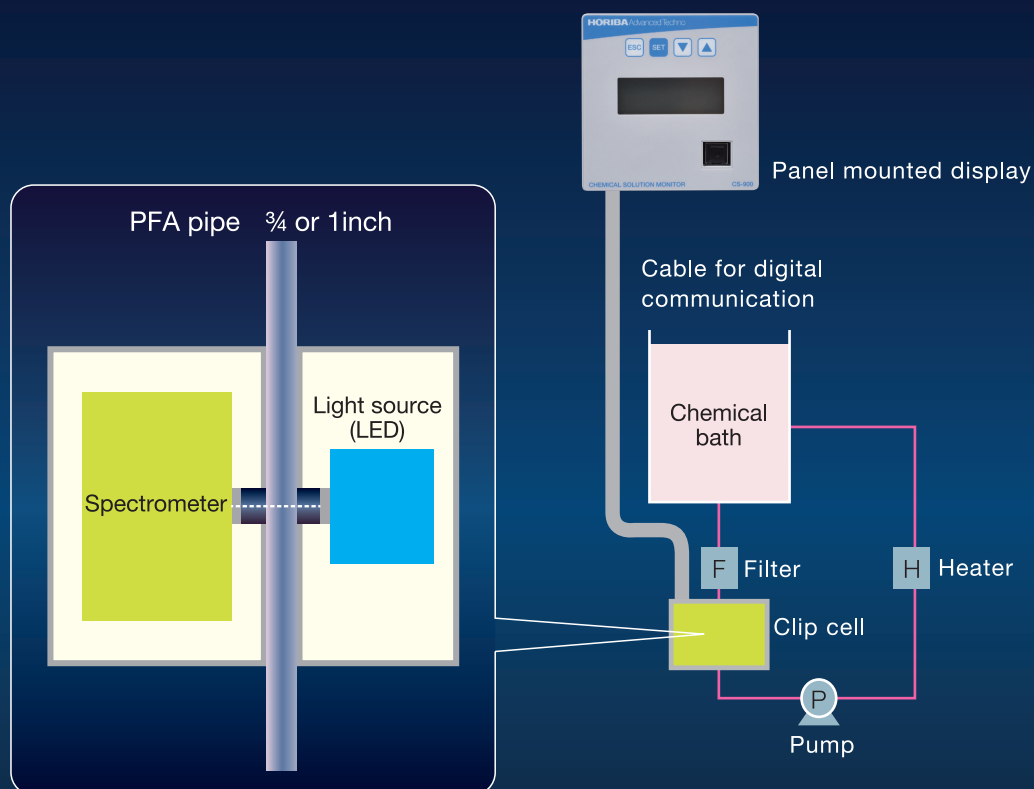 HORIBA Advanced Techno
ESC SET
CHEMICAL SOLUTION MONITOR CS-900
Panel mounted display
PFA pipe ¾ or 1inch
Cable for digital
communication
Light source
(LED)
Spectrometer
Chemical
bath
F Filter
H Heater
Clip cell
P
Pump